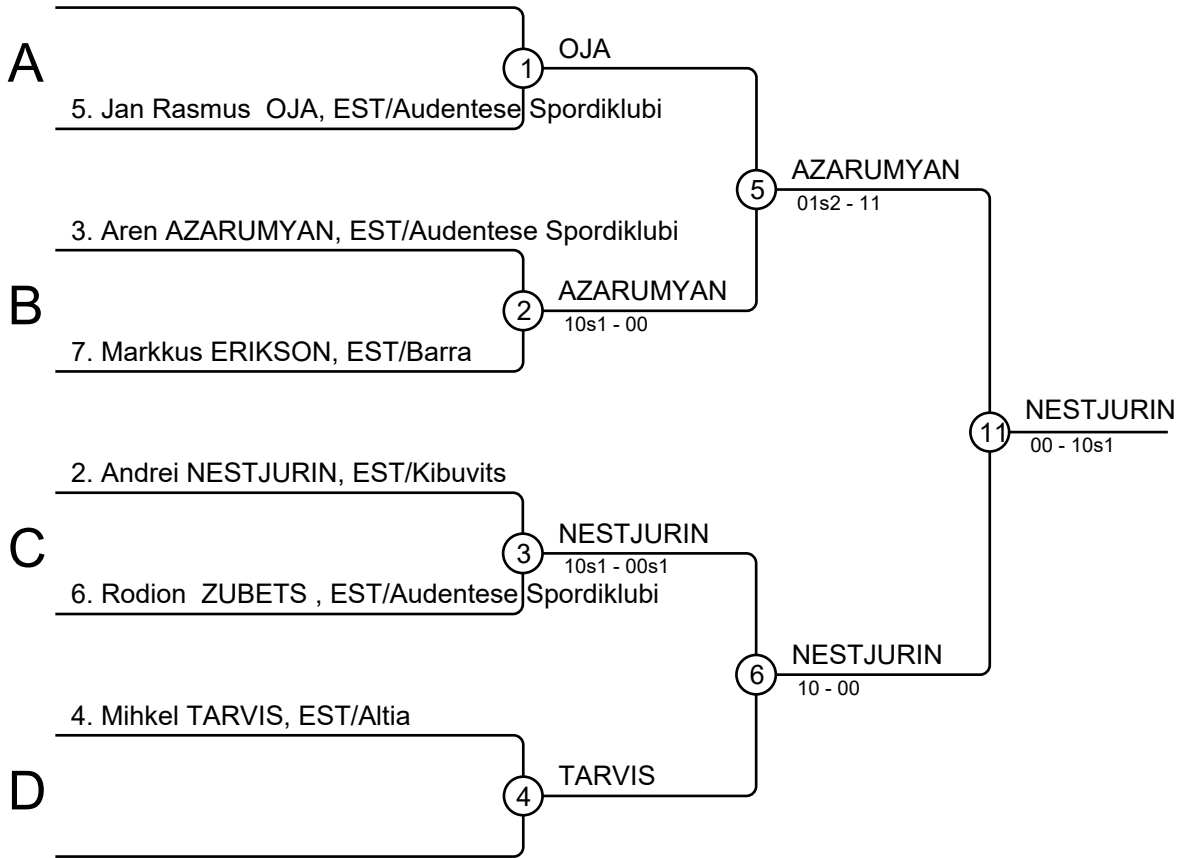 A
1
OJA
5. Jan Rasmus  OJA, EST/Audentese Spordiklubi
5
AZARUMYAN
01s2 - 11
3. Aren AZARUMYAN, EST/Audentese Spordiklubi
B
2
AZARUMYAN
10s1 - 00
7. Markkus ERIKSON, EST/Barra
11
NESTJURIN
00 - 10s1
2. Andrei NESTJURIN, EST/Kibuvits
C
3
NESTJURIN
10s1 - 00s1
6. Rodion  ZUBETS , EST/Audentese Spordiklubi
6
NESTJURIN
10 - 00
4. Mihkel TARVIS, EST/Altia
D
4
TARVIS